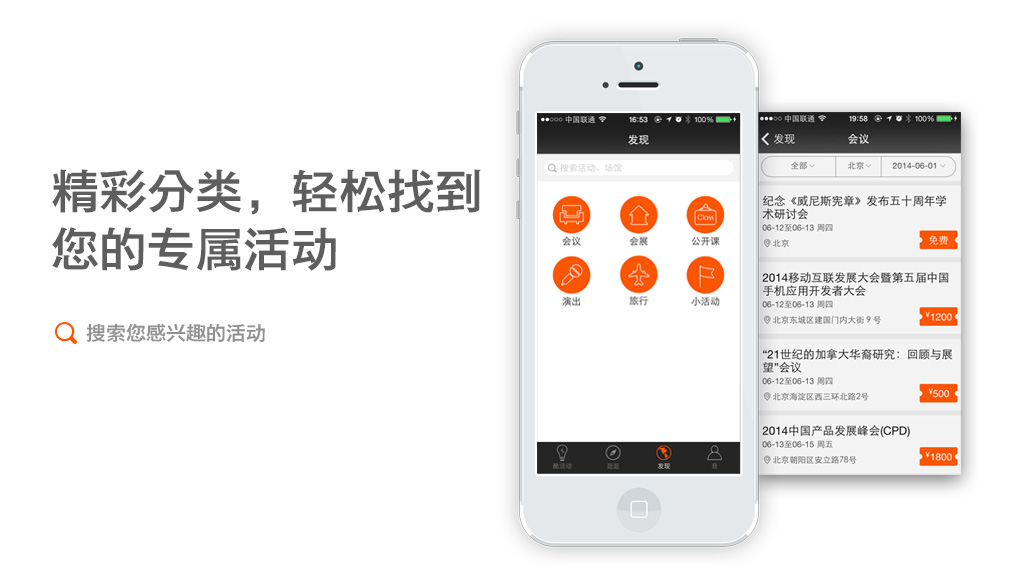 精彩分类，轻松找到
您的专属活动
搜索您感兴趣的活动
中国联通 16:53 100%
发现
搜索活动、场馆
会议 会展 公开课
Closs
演出 旅行 小活动
酷活动 发现 我
中国联通 19:58 100%
发现 会议
全部 北京 2014-06-01
纪念《威尼斯宪章》发布五十周年学
术研讨会
06-12至06-13 周四
北京
免费
2014移动互联发展大会暨第五届中国
手机应用开发者大会
06-12至06-13 周四
北京东城区建国门内大街 9 号
¥1200
“21世纪的加拿大华裔研究：回顾与展
望”会议
06-12至06-13 周四
北京海淀区西三环北路2号
¥500
2014中国产品发展峰会(CPD)
06-13至06-15 周五
北京朝阳区安立路78号
¥1800